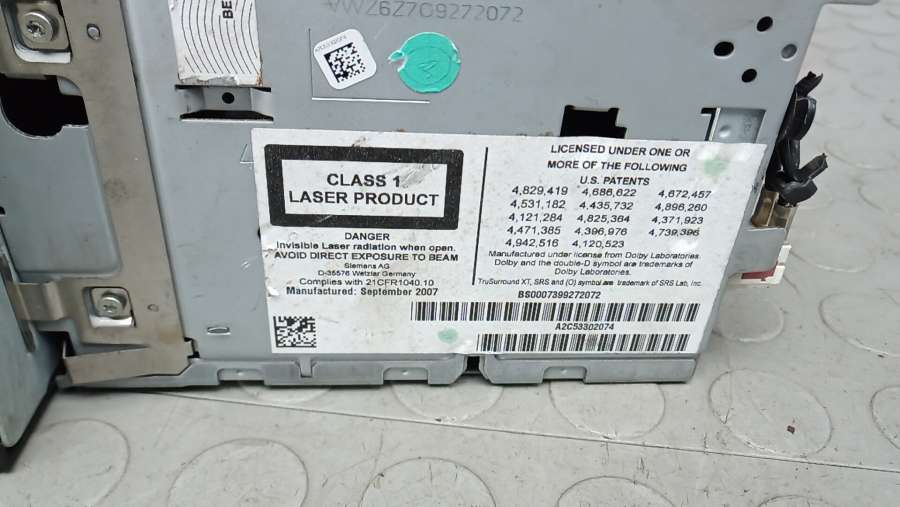 VWZ6Z7O9272072
BE
CLASS 1
LASER PRODUCT
DANGER
Invisible Laser radiation when open.
AVOID DIRECT EXPOSURE TO BEAM
Siemens AG
D-35576 Wetzlar Germany
Complies with 21CFR1040.10
Manufactured: September 2007
LICENSED UNDER ONE OR
MORE OF THE FOLLOWING
U.S. PATENTS
4,829,419 4,686,622 4,672,457
4,531,182 4,435,732 4,896,260
4,121,284 4,825,364 4,371,923
4,471,385 4,396,976 4,739,396
4,942,516 4,120,523
Manufactured under license from Dolby Laboratories.
Dolby and the double-D symbol are trademarks of
Dolby Laboratories.
TruSurround XT, SRS and (O) symbol are trademark of SRS Lab, Inc.
BS0007399272072
A2C53302074